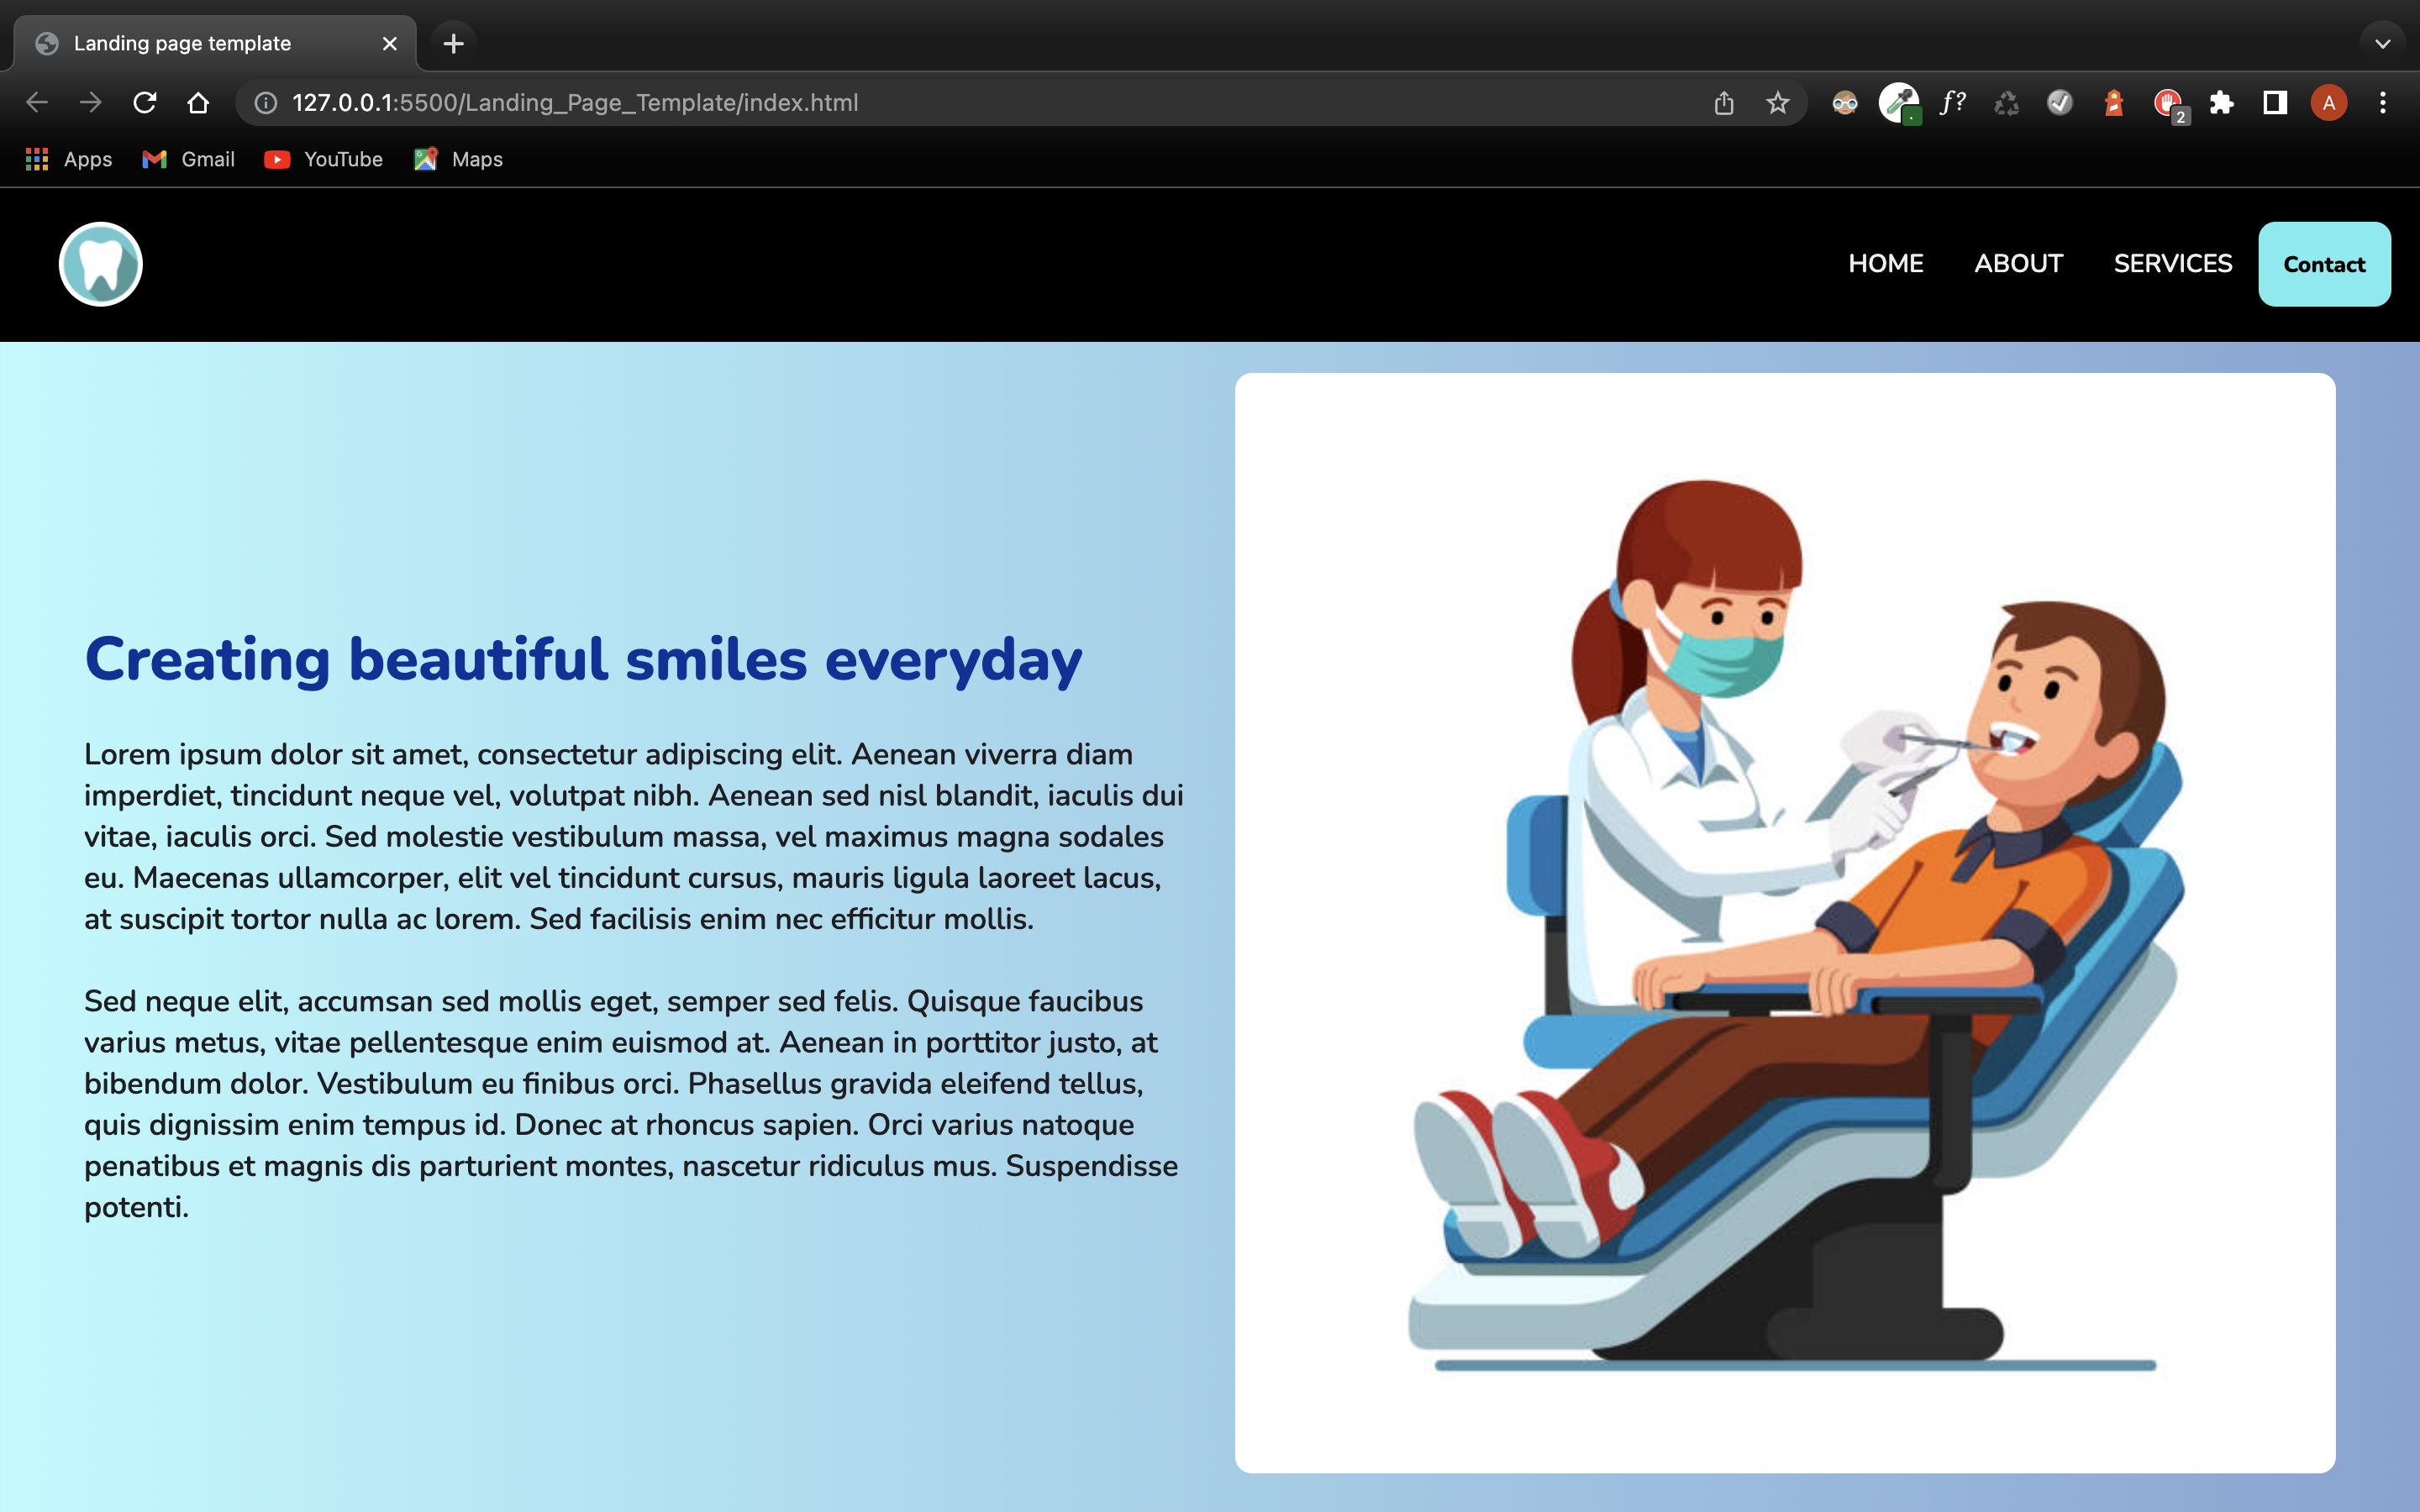 Landing page template
127.0.0.1:5500/Landing_Page_Template/index.html
f?
2
A
Apps
Gmail
YouTube
Maps
HOME
ABOUT
SERVICES
Contact
Creating beautiful smiles everyday
Lorem ipsum dolor sit amet, consectetur adipiscing elit. Aenean viverra diam
imperdiet, tincidunt neque vel, volutpat nibh. Aenean sed nisl blandit, iaculis dui
vitae, iaculis orci. Sed molestie vestibulum massa, vel maximus magna sodales
eu. Maecenas ullamcorper, elit vel tincidunt cursus, mauris ligula laoreet lacus,
at suscipit tortor nulla ac lorem. Sed facilisis enim nec efficitur mollis.
Sed neque elit, accumsan sed mollis eget, semper sed felis. Quisque faucibus
varius metus, vitae pellentesque enim euismod at. Aenean in porttitor justo, at
bibendum dolor. Vestibulum eu finibus orci. Phasellus gravida eleifend tellus,
quis dignissim enim tempus id. Donec at rhoncus sapien. Orci varius natoque
penatibus et magnis dis parturient montes, nascetur ridiculus mus. Suspendisse
potenti.